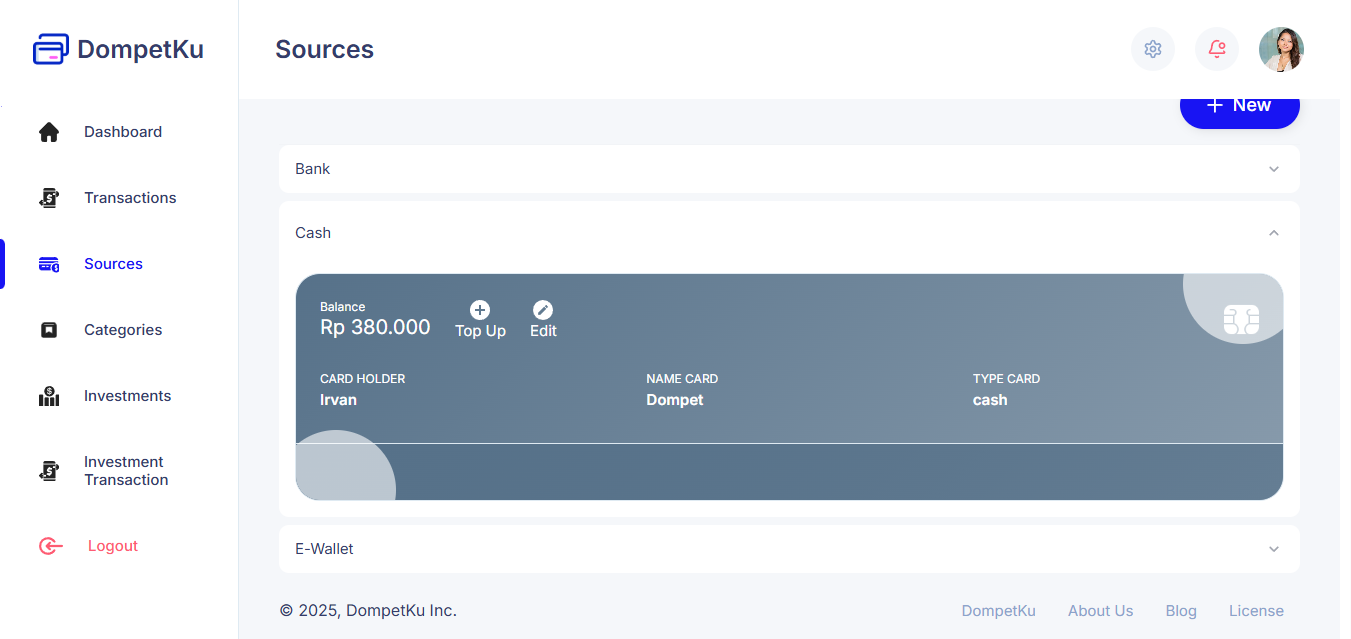 DompetKu
Sources
New
Dashboard
Transactions
Sources
Categories
Investments
Investment
Transaction
Logout
Bank
Cash
Balance
Rp 380.000
Top Up
Edit
CARD HOLDER
Irvan
NAME CARD
Dompet
TYPE CARD
cash
E-Wallet
© 2025, DompetKu Inc.
DompetKu
About Us
Blog
License